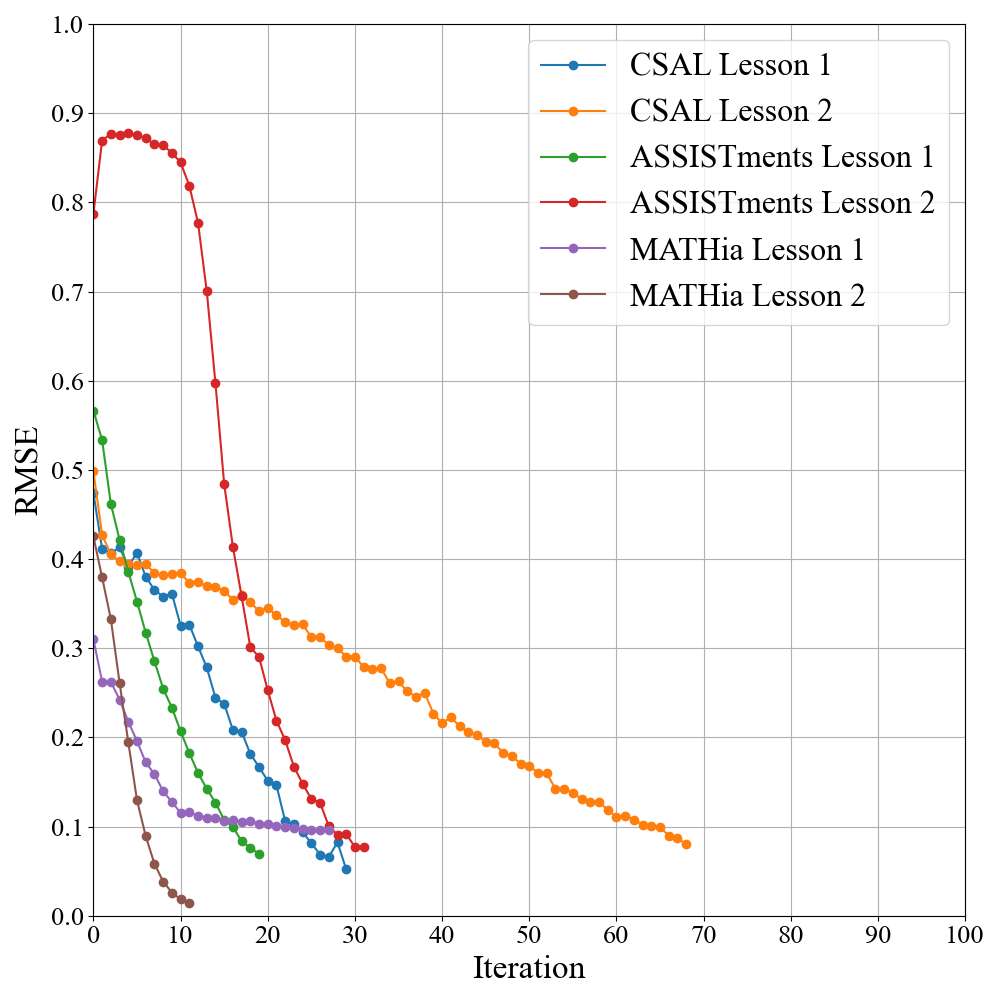 1.0
0.9
0.8
0.7
0.6
0.5
0.4
0.3
0.2
0.1
0.0
RMSE
CSAL Lesson 1
CSAL Lesson 2
ASSISTments Lesson 1
ASSISTments Lesson 2
MATHia Lesson 1
MATHia Lesson 2
0 10 20 30 40 50 60 70 80 90 100
Iteration